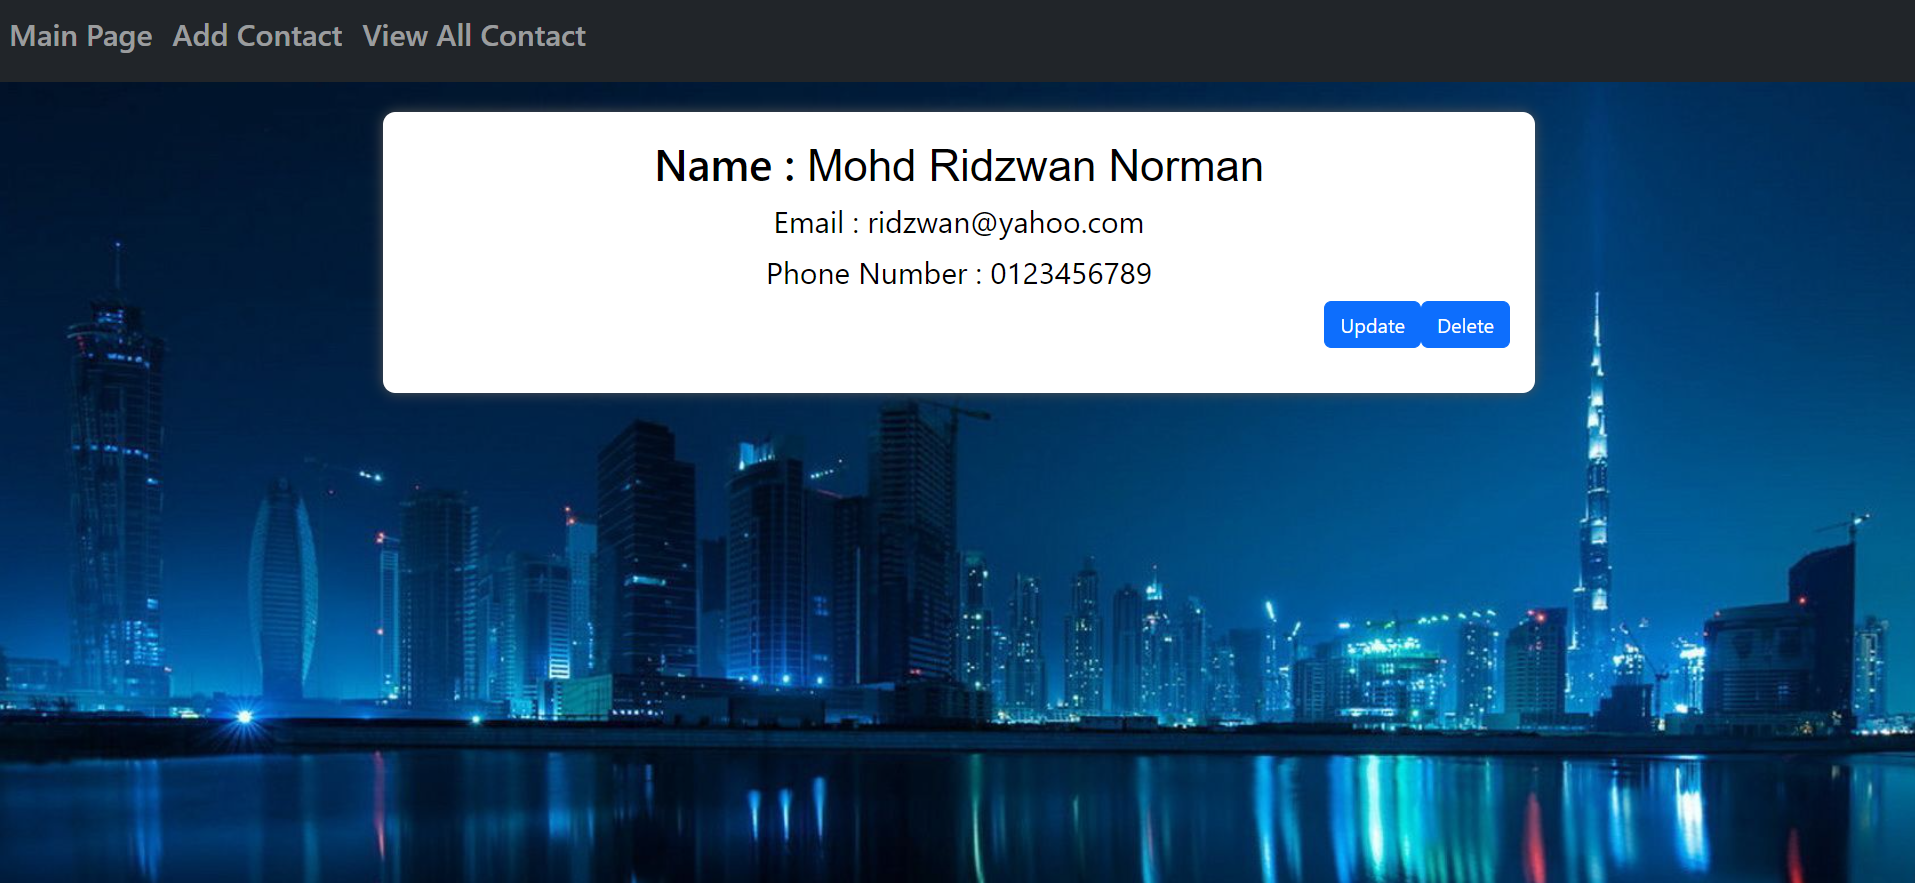 Main Page Add Contact View All Contact
Name : Mohd Ridzwan Norman
Email : ridzwan@yahoo.com
Phone Number : 0123456789
Update Delete